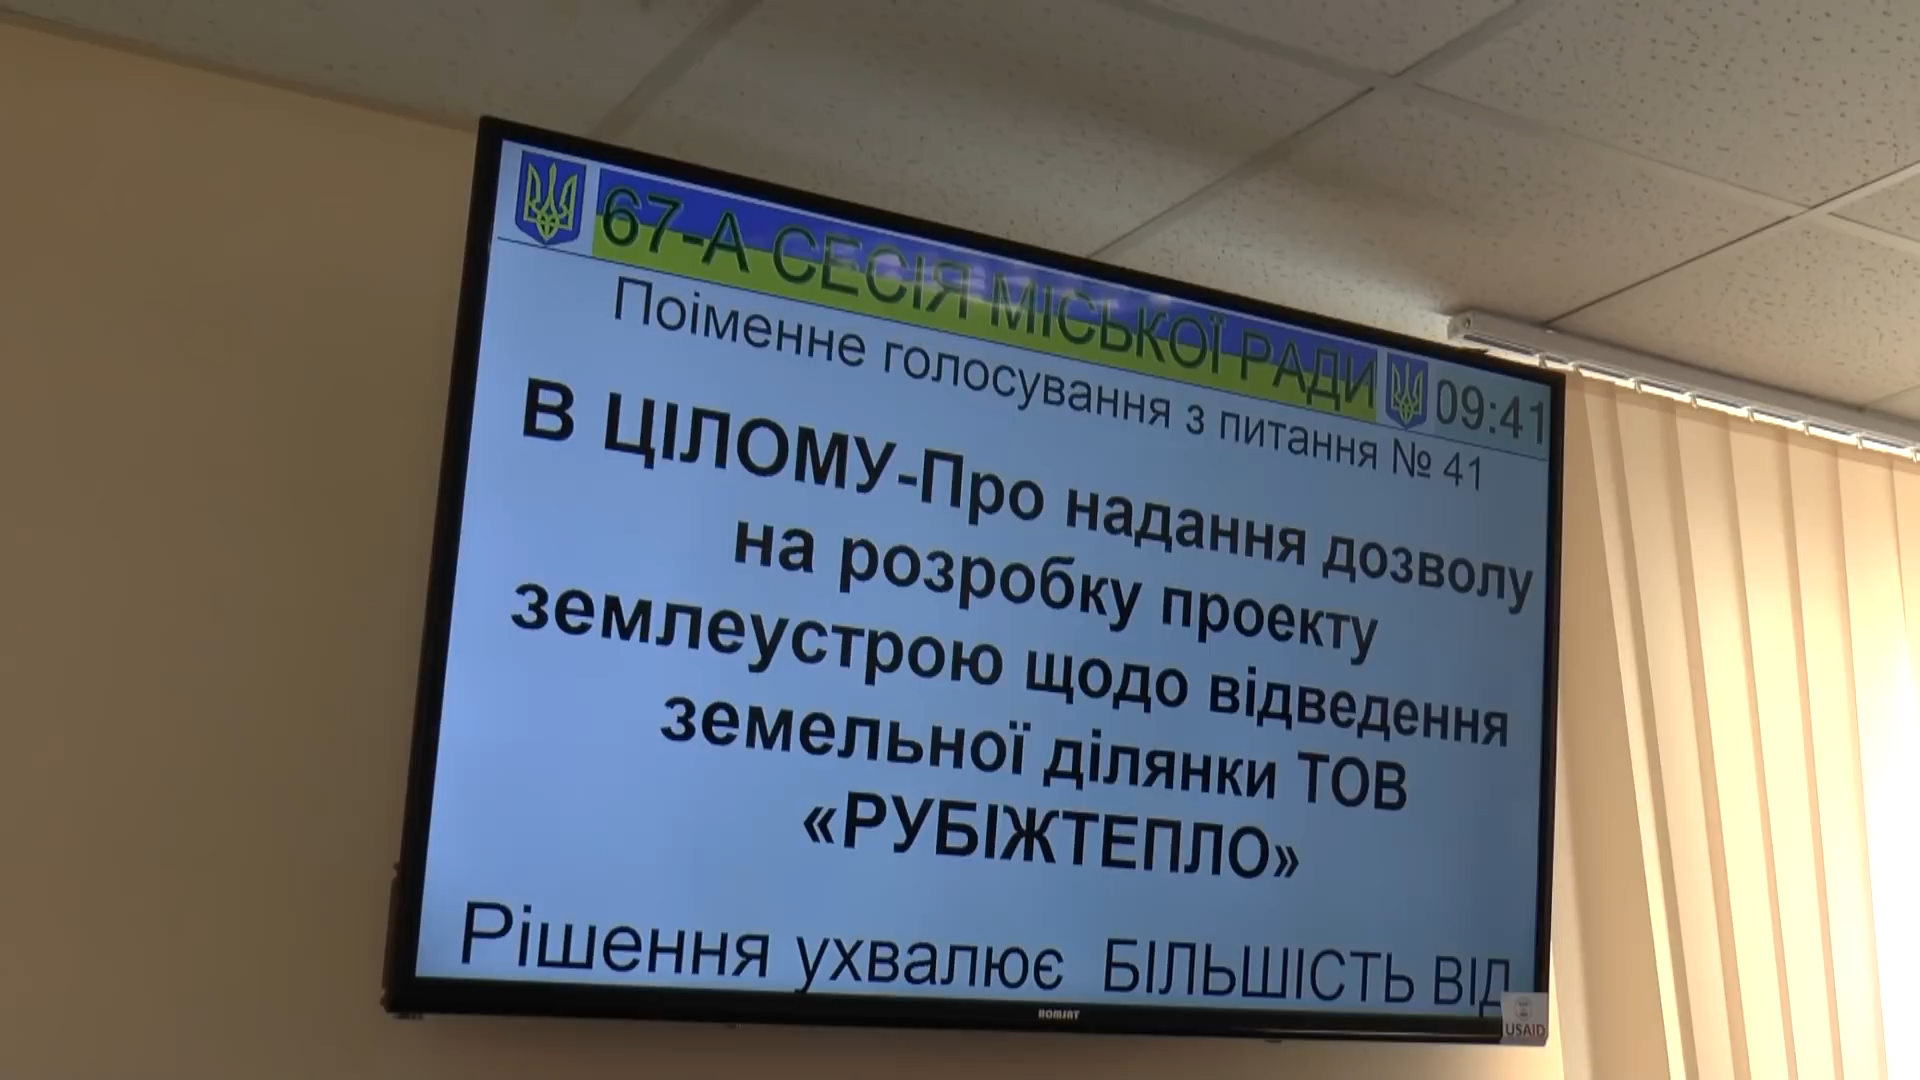 67-А СЕСІЯ МІСЬКОЇ РАДИ 09:41
Поіменне голосування з питання № 41
В ЦІЛОМУ-Про надання дозволу
на розробку проекту
землеустрою щодо відведення
земельної ділянки ТОВ
«РУБІЖТЕПЛО»
Рішення ухвалює БІЛЬШІСТЬ ВІД
ROMSAT
USAID